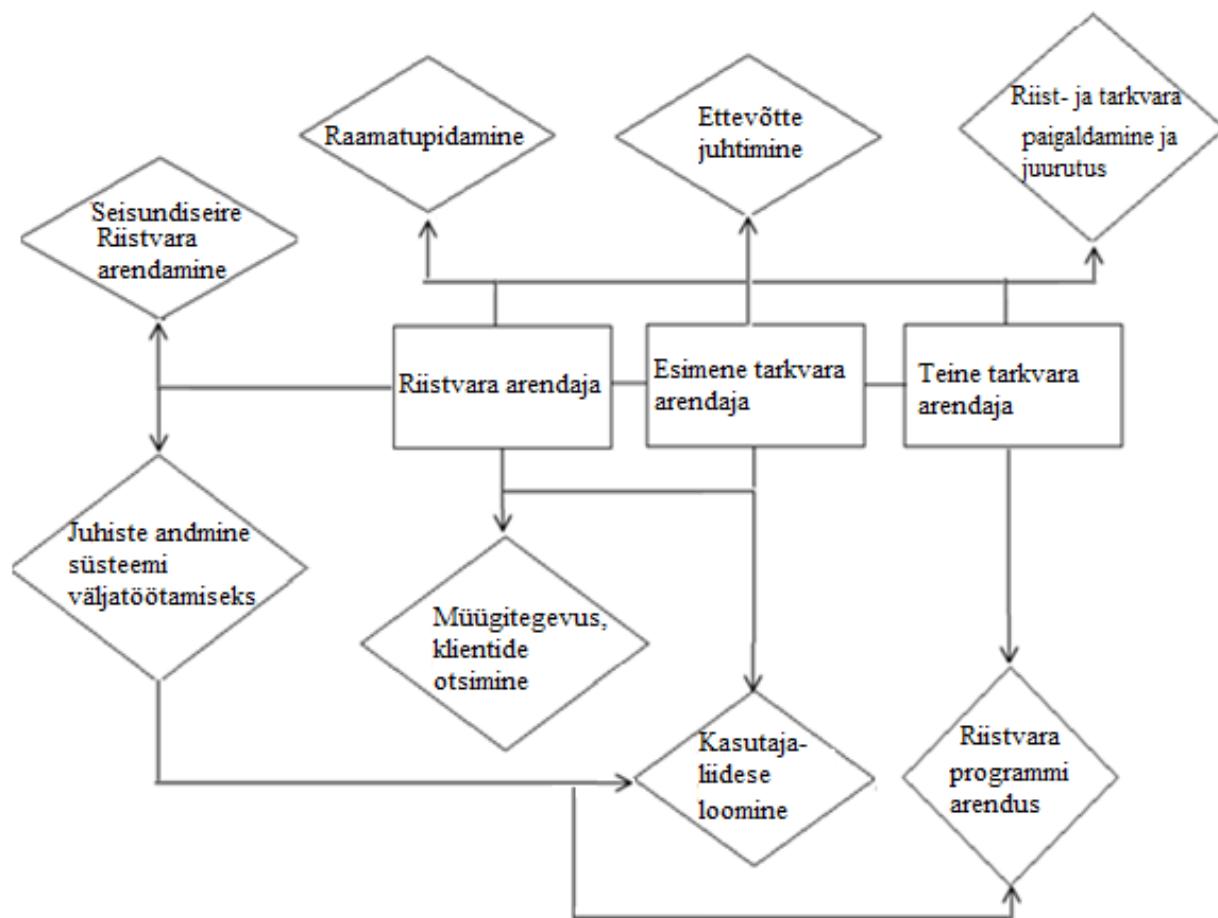 Riist- ja tarkvara
paigaldamine ja
juurutus
Ettevõtte
juhtimine
Raamatupidamine
Seisundiseire
Riistvara
arendamine
Riistvara arendaja
Esimene tarkvara
arendaja
Teine tarkvara
arendaja
Juhiste andmine
süsteemi
väljatöötamiseks
Müügitegevus,
klientide
otsimine
Kasutaja-
liidese
loomine
Riistvara
programmi
arendus